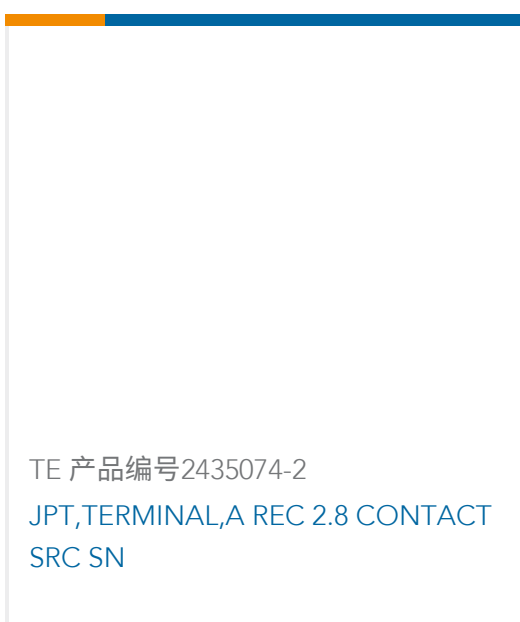 TE 产品编号2435074-2
JPT,TERMINAL,A REC 2.8 CONTACT
SRC SN